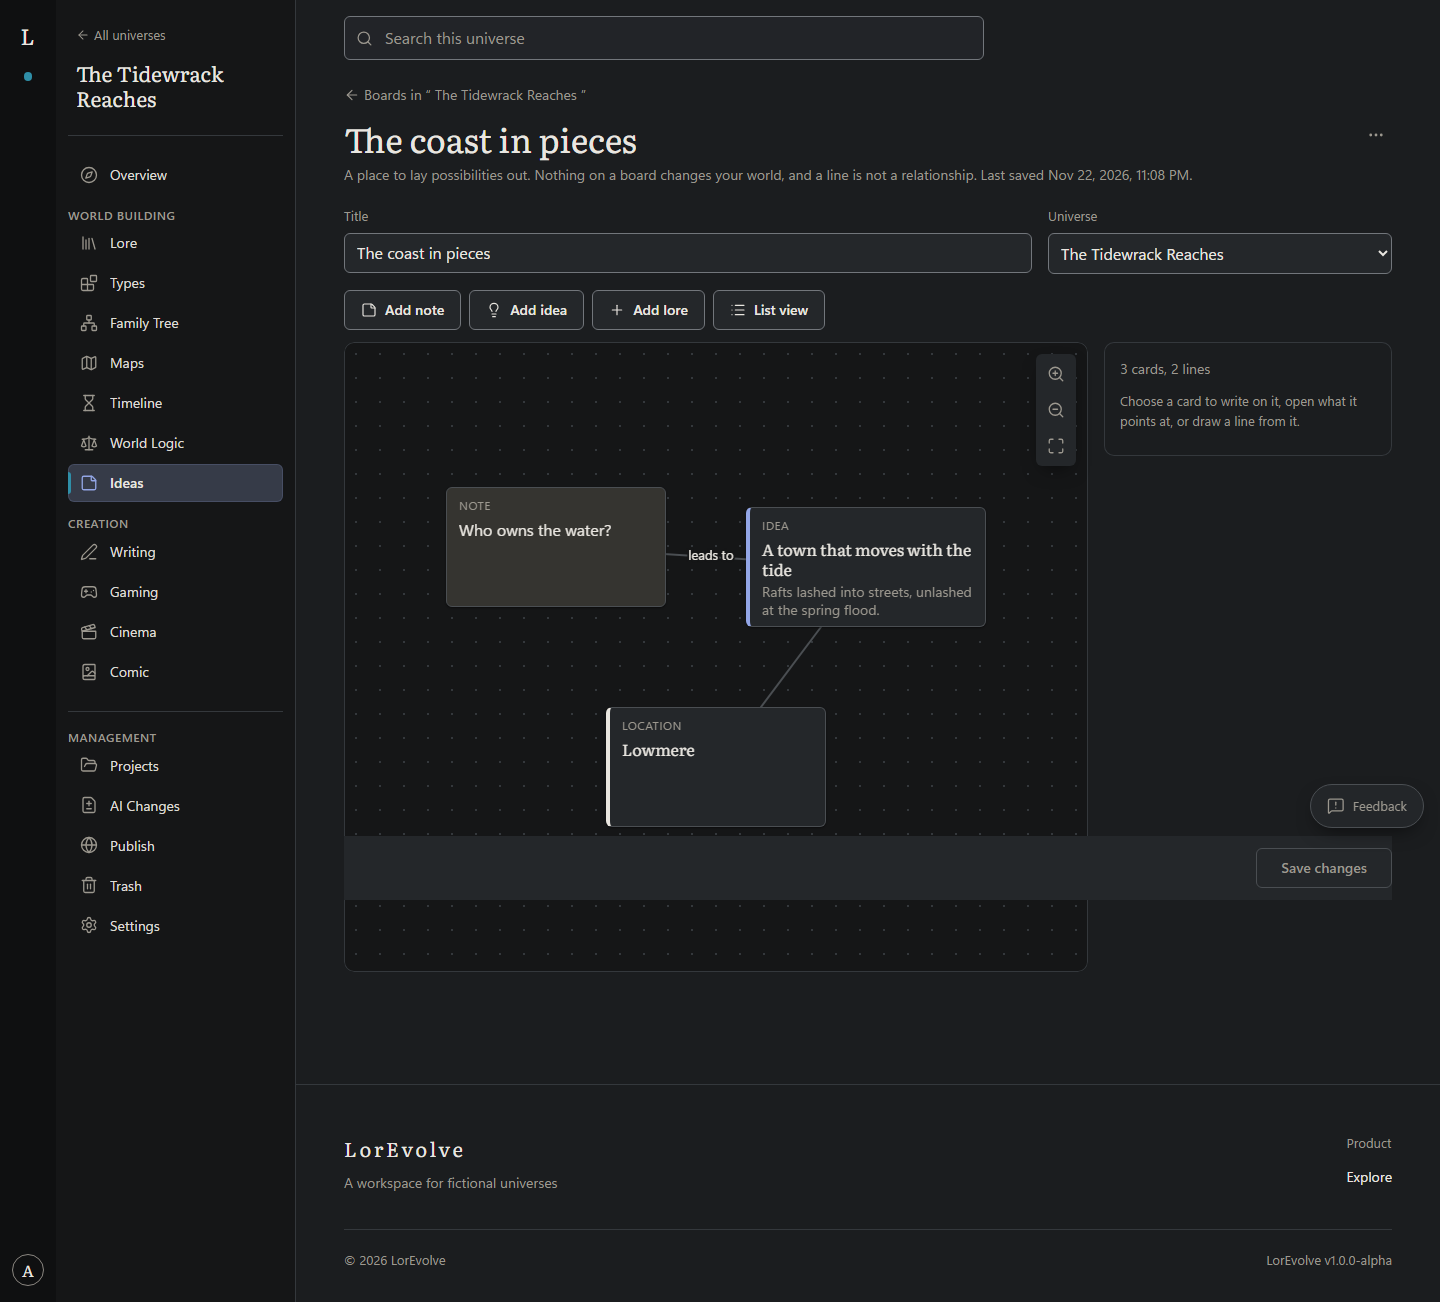 L
All universes
The Tidewrack
Reaches
Overview
WORLD BUILDING
Lore
Types
Family Tree
Maps
Timeline
World Logic
Ideas
CREATION
Writing
Gaming
Cinema
Comic
MANAGEMENT
Projects
AI Changes
Publish
Trash
Settings
A
Search this universe
Boards in “ The Tidewrack Reaches ”
The coast in pieces
A place to lay possibilities out. Nothing on a board changes your world, and a line is not a relationship. Last saved Nov 22, 2026, 11:08 PM.
Title
Universe
The coast in pieces
The Tidewrack Reaches
Add note
Add idea
Add lore
List view
3 cards, 2 lines
Choose a card to write on it, open what it
points at, or draw a line from it.
NOTE
Who owns the water?
leads to
IDEA
A town that moves with the
tide
Rafts lashed into streets, unlashed
at the spring flood.
LOCATION
Lowmere
Feedback
Save changes
LorEvolve
A workspace for fictional universes
Product
Explore
© 2026 LorEvolve
LorEvolve v1.0.0-alpha